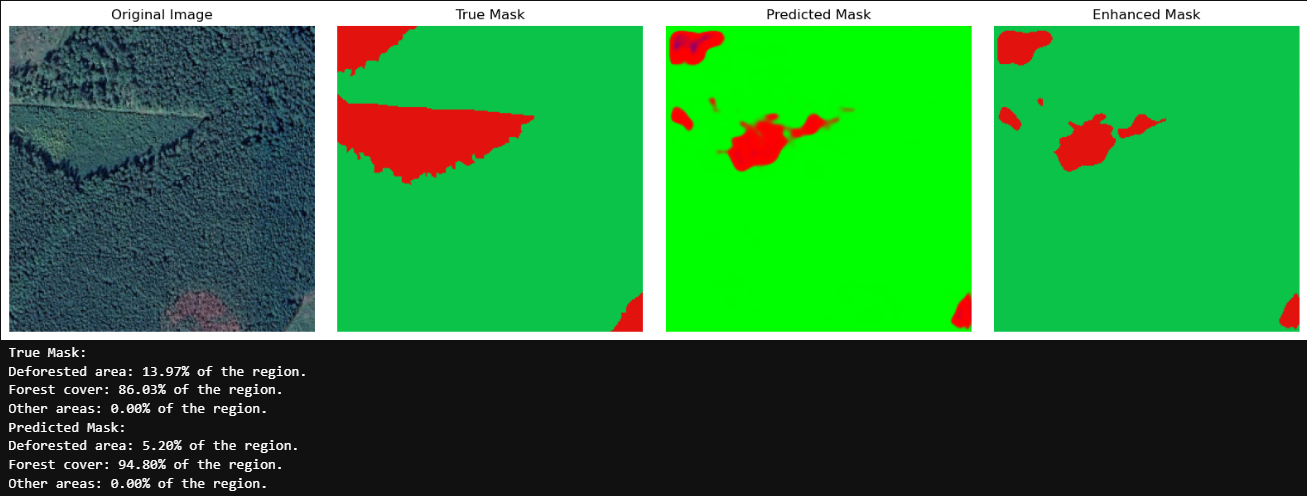 Original Image
True Mask
Predicted Mask
Enhanced Mask
True Mask:
Deforested area: 13.97% of the region.
Forest cover: 86.03% of the region.
Other areas: 0.00% of the region.
Predicted Mask:
Deforested area: 5.20% of the region.
Forest cover: 94.80% of the region.
Other areas: 0.00% of the region.